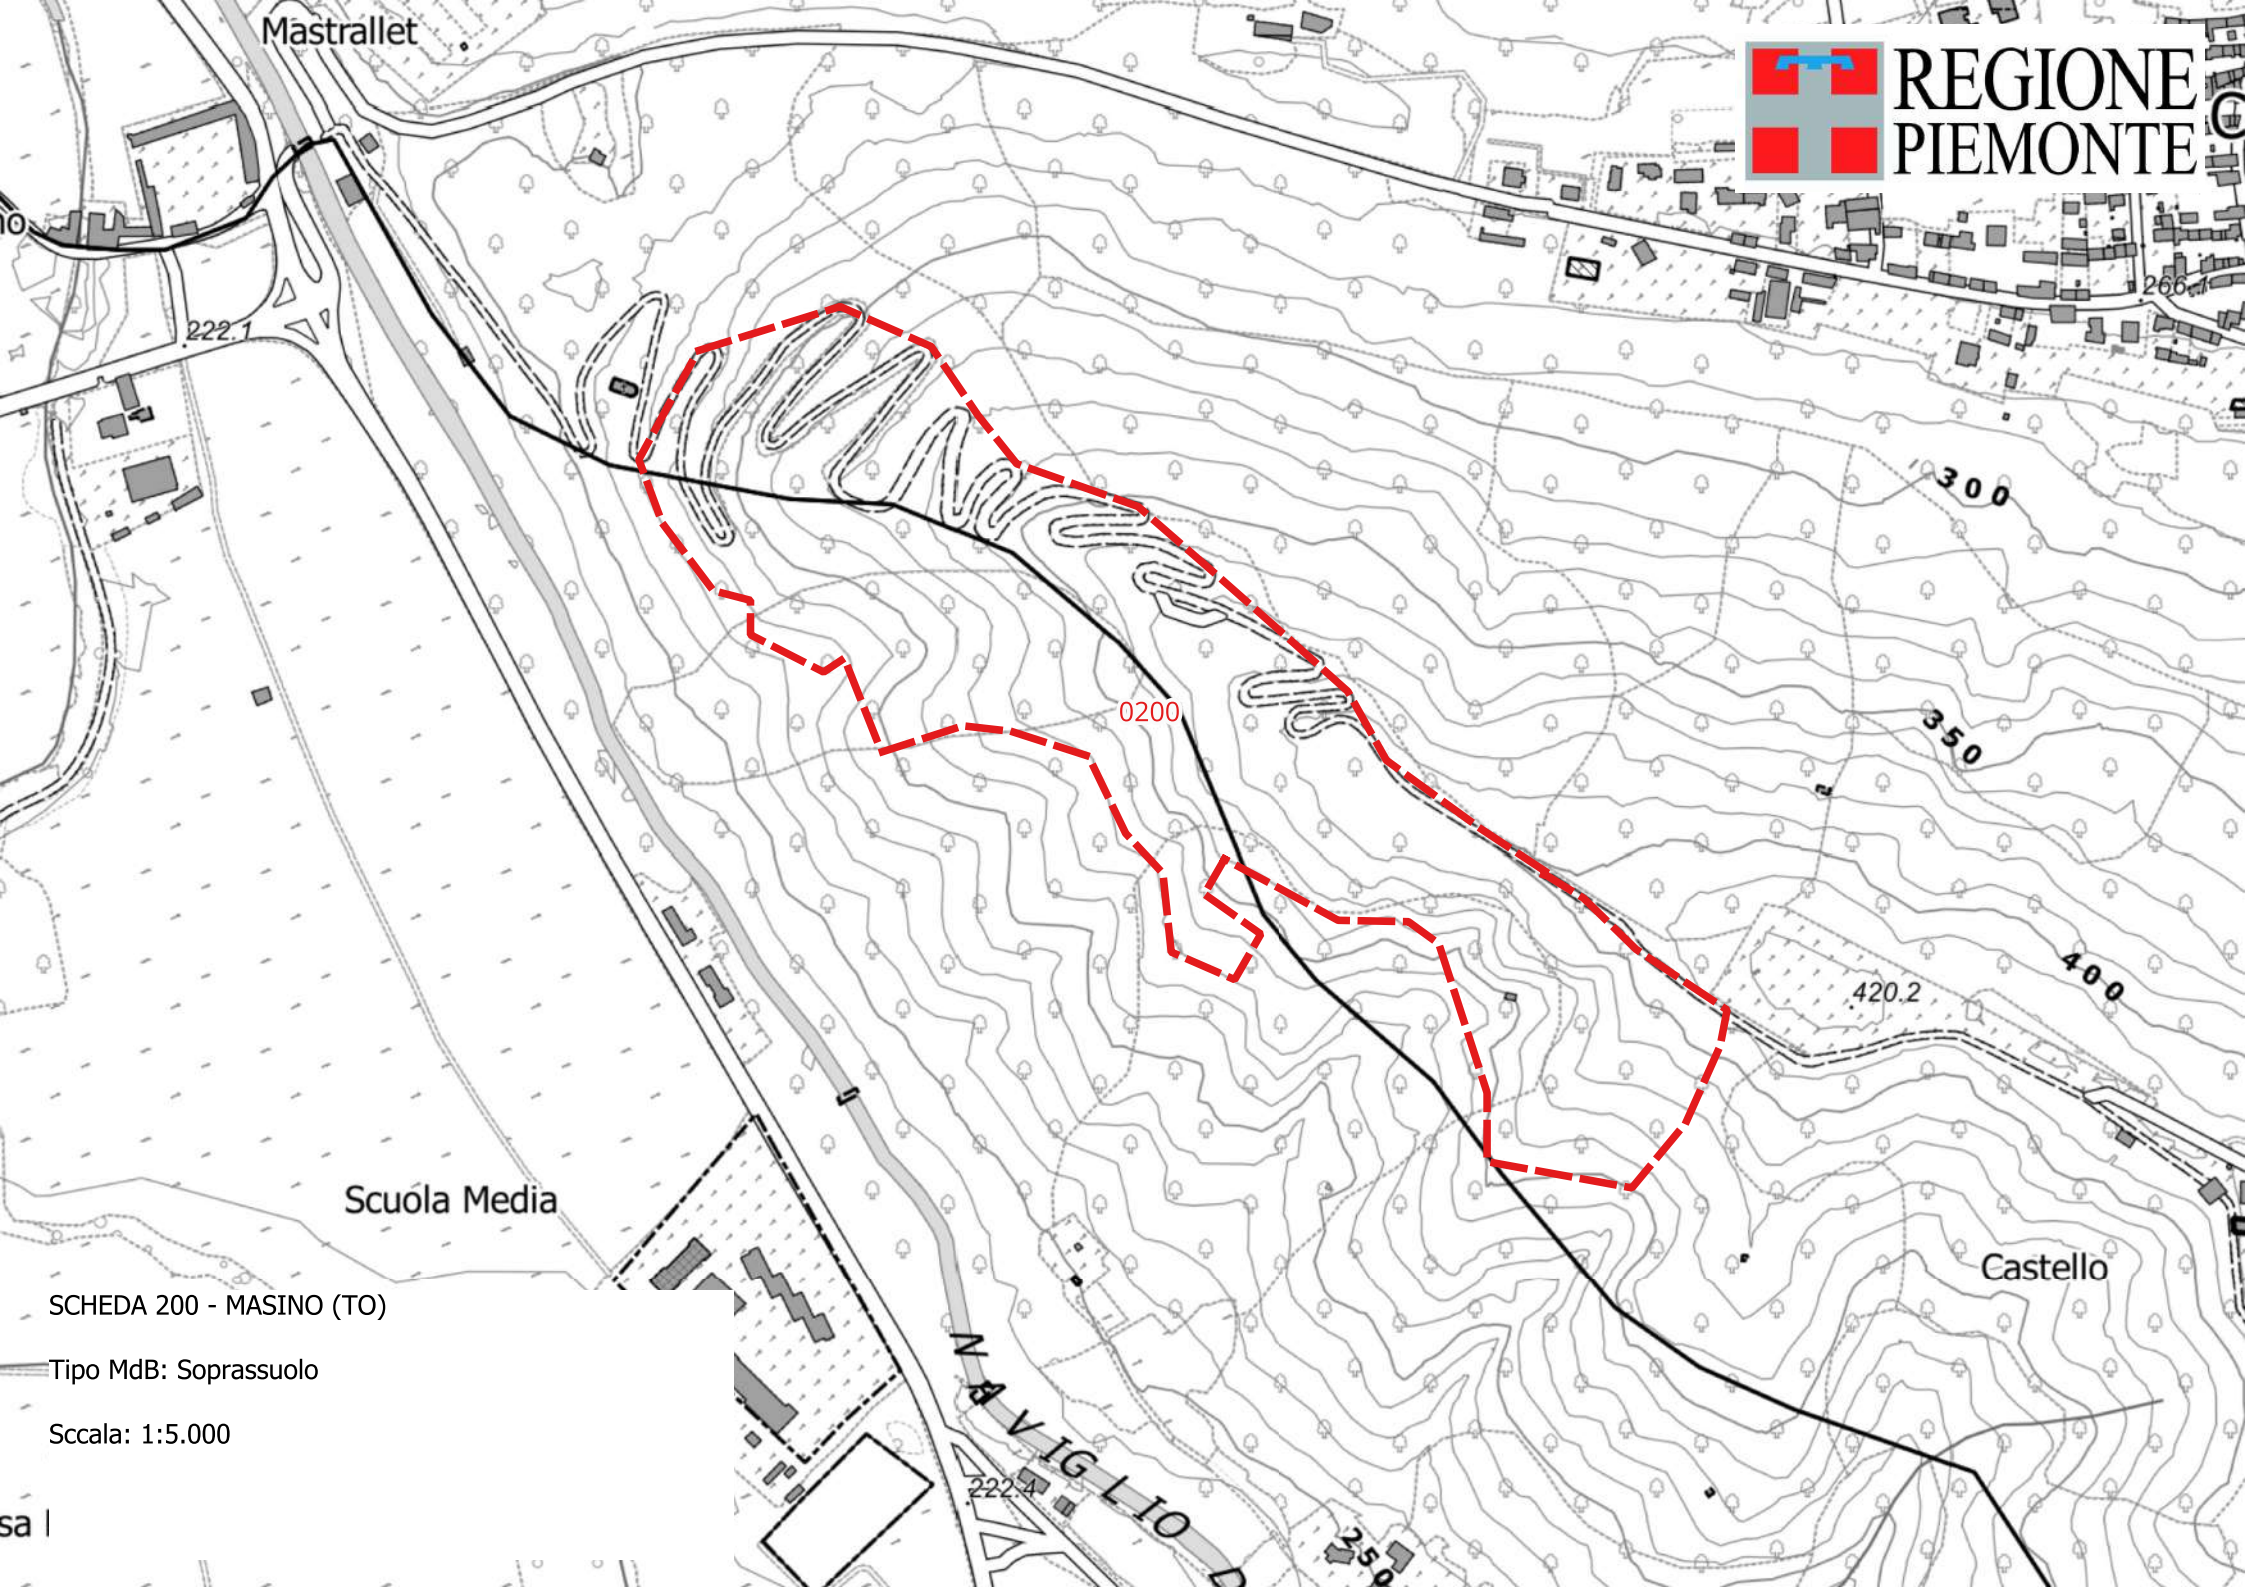 Mastrallet
REGIONE
PIEMONTE
222.1
266.1
300
350
0200
400
420.2
Scuola Media
Castello
SCHEDA 200 - MASINO (TO)
Tipo MdB: Soprassuolo
Sccala: 1:5.000
NAVIGLIO D
222.4
250